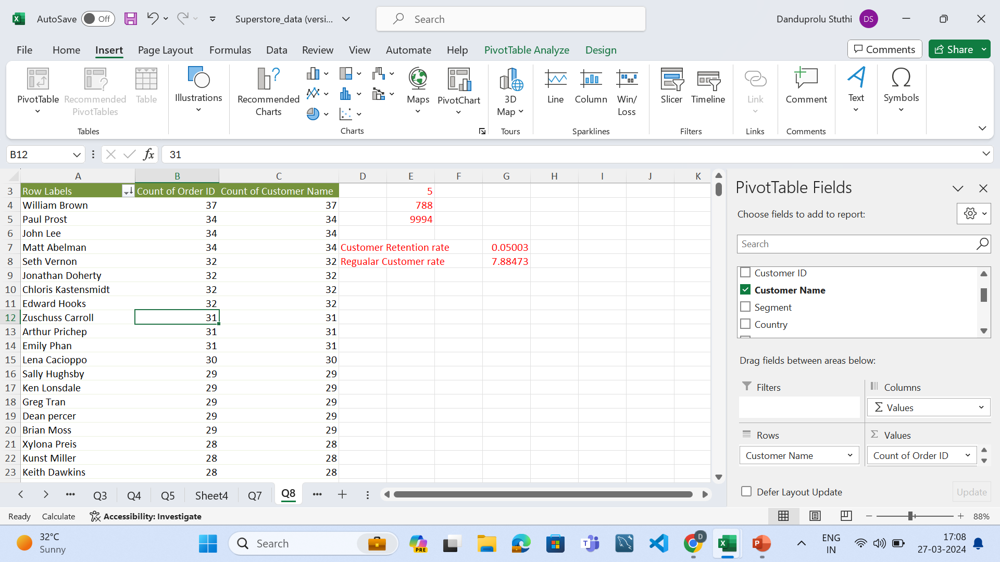 AutoSave Off Superstore_data (versi... Search Danduprolu Stuthi DS
File Home Insert Page Layout Formulas Data Review View Automate Help PivotTable Analyze Design Comments Share
PivotTable Recommended PivotTables Table Illustrations Recommended Charts Maps PivotChart 3D Map Line Column Win/ Loss Slicer Timeline Link Comment Text Symbols
Tables Charts Tours Sparklines Filters Links Comments
B12 fx 31
A B C D E F G H I J K
3 Row Labels Count of Order ID Count of Customer Name 5
4 William Brown 37 37 788
5 Paul Prost 34 34 9994
6 John Lee 34 34
7 Matt Abelman 34 34 Customer Retention rate 0.05003
8 Seth Vernon 32 32 Regualar Customer rate 7.88473
9 Jonathan Doherty 32 32
10 Chloris Kastensmidt 32 32
11 Edward Hooks 32 32
12 Zuschuss Carroll 31 31
13 Arthur Prichep 31 31
14 Emily Phan 31 31
15 Lena Cacioppo 30 30
16 Sally Hughsby 29 29
17 Ken Lonsdale 29 29
18 Greg Tran 29 29
19 Dean percer 29 29
20 Brian Moss 29 29
21 Xylona Preis 28 28
22 Kunst Miller 28 28
23 Keith Dawkins 28 28
PivotTable Fields
Choose fields to add to report:
Search
Customer ID
Customer Name
Segment
Country
Drag fields between areas below:
Filters Columns
Σ Values
Rows Σ Values
Customer Name Count of Order ID
Defer Layout Update Update
... Q3 Q4 Q5 Sheet4 Q7 Q8 ... +
Ready Calculate Accessibility: Investigate 88%
32°C
Sunny
Search PRE D
ENG
IN
17:08
27-03-2024